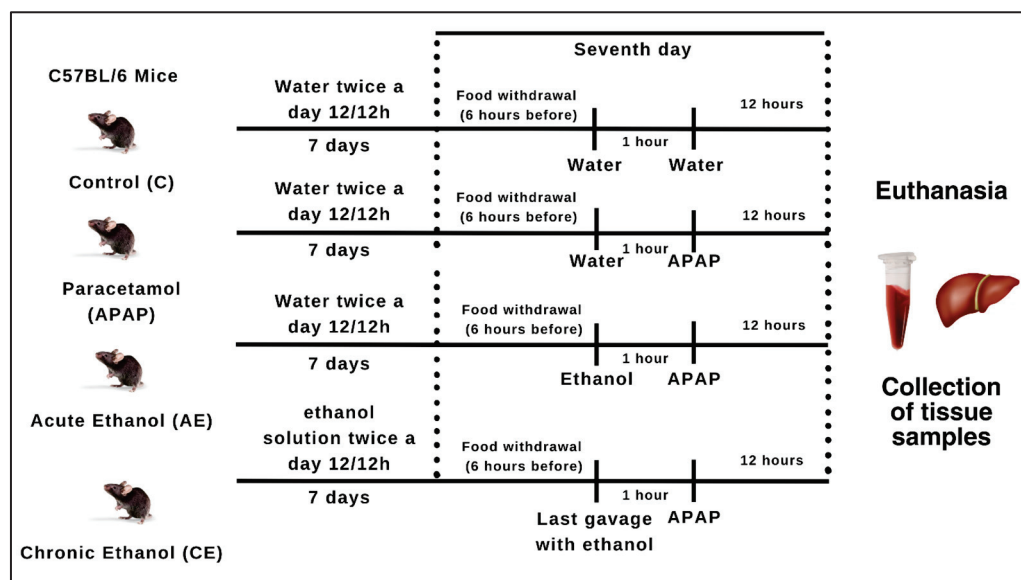 Seventh day
C57BL/6 Mice
Water twice a
day 12/12h
7 days
Food withdrawal
(6 hours before)
1 hour
12 hours
Water
Water
Control (C)
Water twice a
day 12/12h
7 days
Food withdrawal
(6 hours before)
1 hour
12 hours
Water
APAP
Paracetamol
(APAP)
Water twice a
day 12/12h
7 days
Food withdrawal
(6 hours before)
1 hour
12 hours
Ethanol
APAP
Acute Ethanol (AE)
ethanol
solution twice a
day 12/12h
7 days
Food withdrawal
(6 hours before)
1 hour
12 hours
Last gavage
with ethanol
APAP
Chronic Ethanol (CE)
Euthanasia
Collection
of tissue
samples